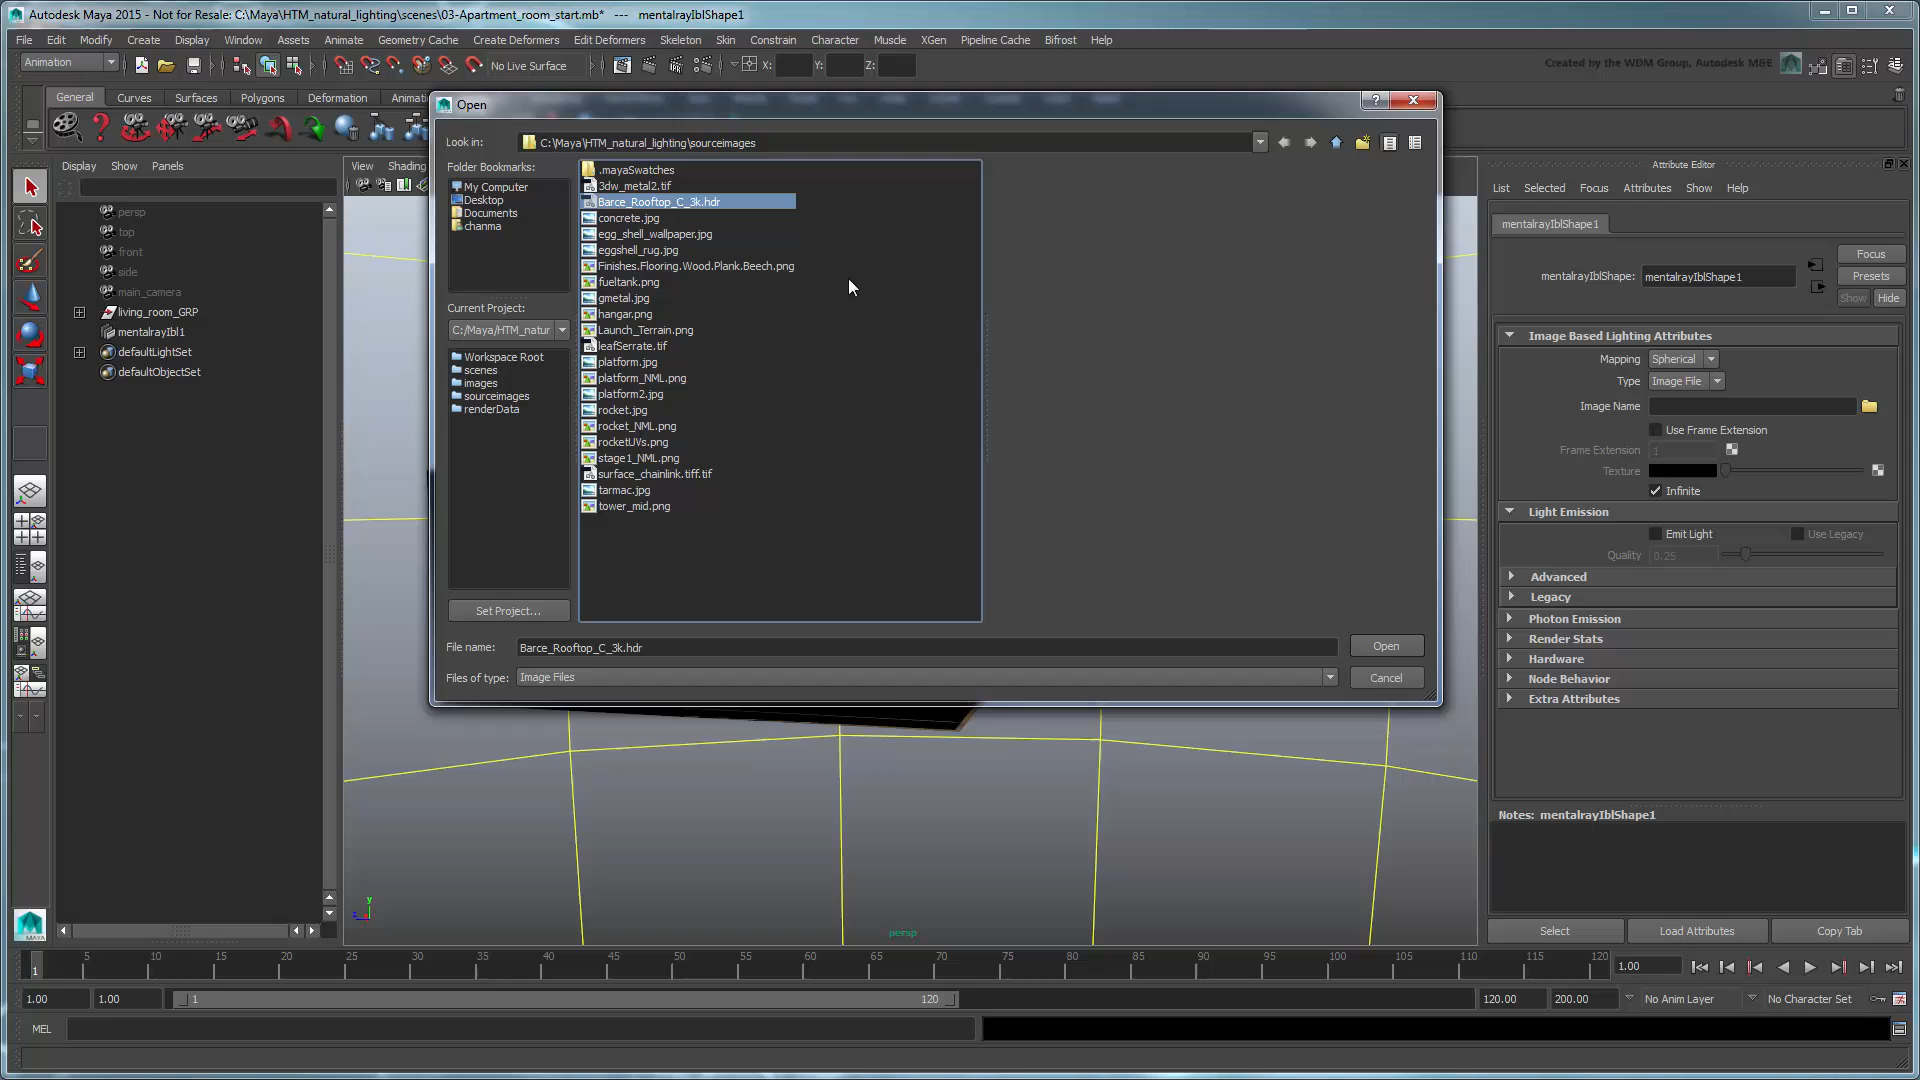 Autodesk Maya 2015 - Not for Resale: C:\Maya\HTM_natural_lighting\scenes\03-Apartment_room_start.mb* --- mentalrayIblShape1
File Edit Modify Create Display Window Assets Animate Geometry Cache Create Deformers Edit Deformers Skeleton Skin Constrain Character Muscle XGen Pipeline Cache Bifrost Help
Animation No Live Surface X: Y: Z: Created by the WDM Group, Autodesk M&E
General Curves Surfaces Polygons Deformation Animati
Open
Look in: C:\Maya\HTM_natural_lighting\sourceimages
Folder Bookmarks:
My Computer
Desktop
Documents
chanma
Current Project:
C:/Maya/HTM_natur
Workspace Root
scenes
images
sourceimages
renderData
Set Project...
.mayaSwatches
3dw_metal2.tif
Barce_Rooftop_C_3k.hdr
concrete.jpg
egg_shell_wallpaper.jpg
eggshell_rug.jpg
Finishes.Flooring.Wood.Plank.Beech.png
fueltank.png
gmetal.jpg
hangar.png
Launch_Terrain.png
leafSerrate.tif
platform.jpg
platform_NML.png
platform2.jpg
rocket.jpg
rocket_NML.png
rocketUVs.png
stage1_NML.png
surface_chainlink.tiff.tif
tarmac.jpg
tower_mid.png
File name: Barce_Rooftop_C_3k.hdr Open
Files of type: Image Files Cancel
Display Show Panels
persp
top
front
side
main_camera
living_room_GRP
mentalrayIbl1
defaultLightSet
defaultObjectSet
View Shading
y
z
persp
Attribute Editor
List Selected Focus Attributes Show Help
mentalrayIblShape1
Focus
mentalrayIblShape: mentalrayIblShape1 Presets
Show Hide
Image Based Lighting Attributes
Mapping Spherical
Type Image File
Image Name
Use Frame Extension
Frame Extension 1
Texture
Infinite
Light Emission
Emit Light Use Legacy
Quality 0.25
Advanced
Legacy
Photon Emission
Render Stats
Hardware
Node Behavior
Extra Attributes
Notes: mentalrayIblShape1
Select Load Attributes Copy Tab
MAYA
1 5 10 15 20 25 30 35 40 45 50 55 60 65 70 75 80 85 90 95 100 105 110 115 120 1.00
1.00 1.00 1 120 120.00 200.00 No Anim Layer No Character Set
MEL